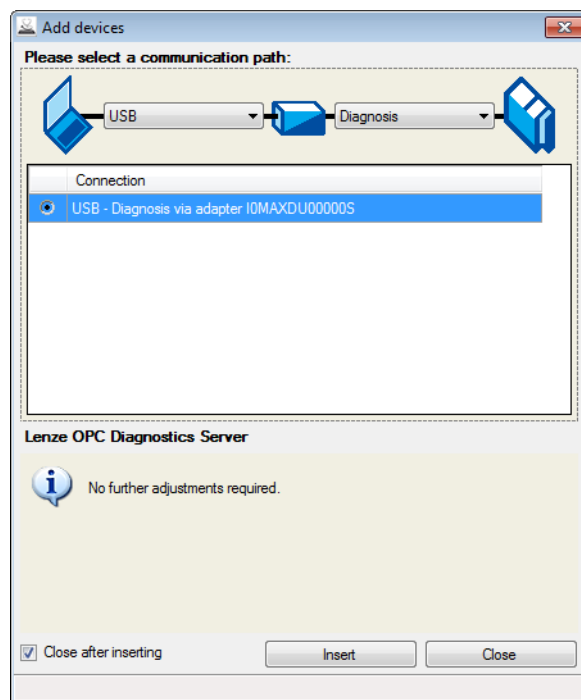 Add devices
Please select a communication path:
USB
Diagnosis
Connection
USB - Diagnosis via adapter I0MAXDU00000S
Lenze OPC Diagnostics Server
No further adjustments required.
Close after inserting
Insert
Close